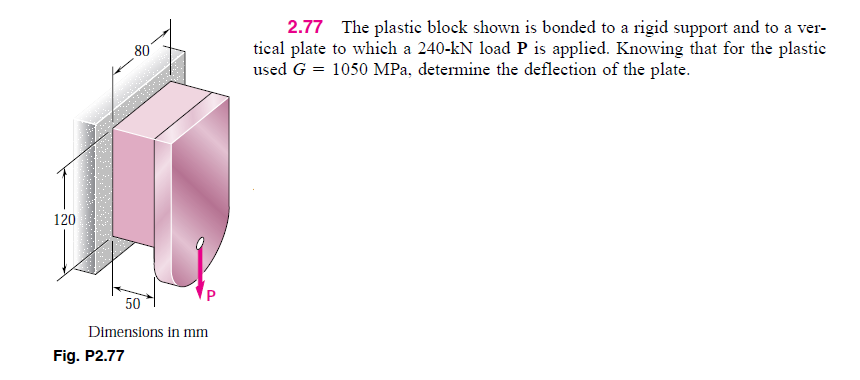 2.77 The plastic block shown is bonded to a rigid support and to a ver-
tical plate to which a 240-kN load P is applied. Knowing that for the plastic
used G = 1050 MPa, determine the deflection of the plate.
80
120
50
P
Dimensions in mm
Fig. P2.77